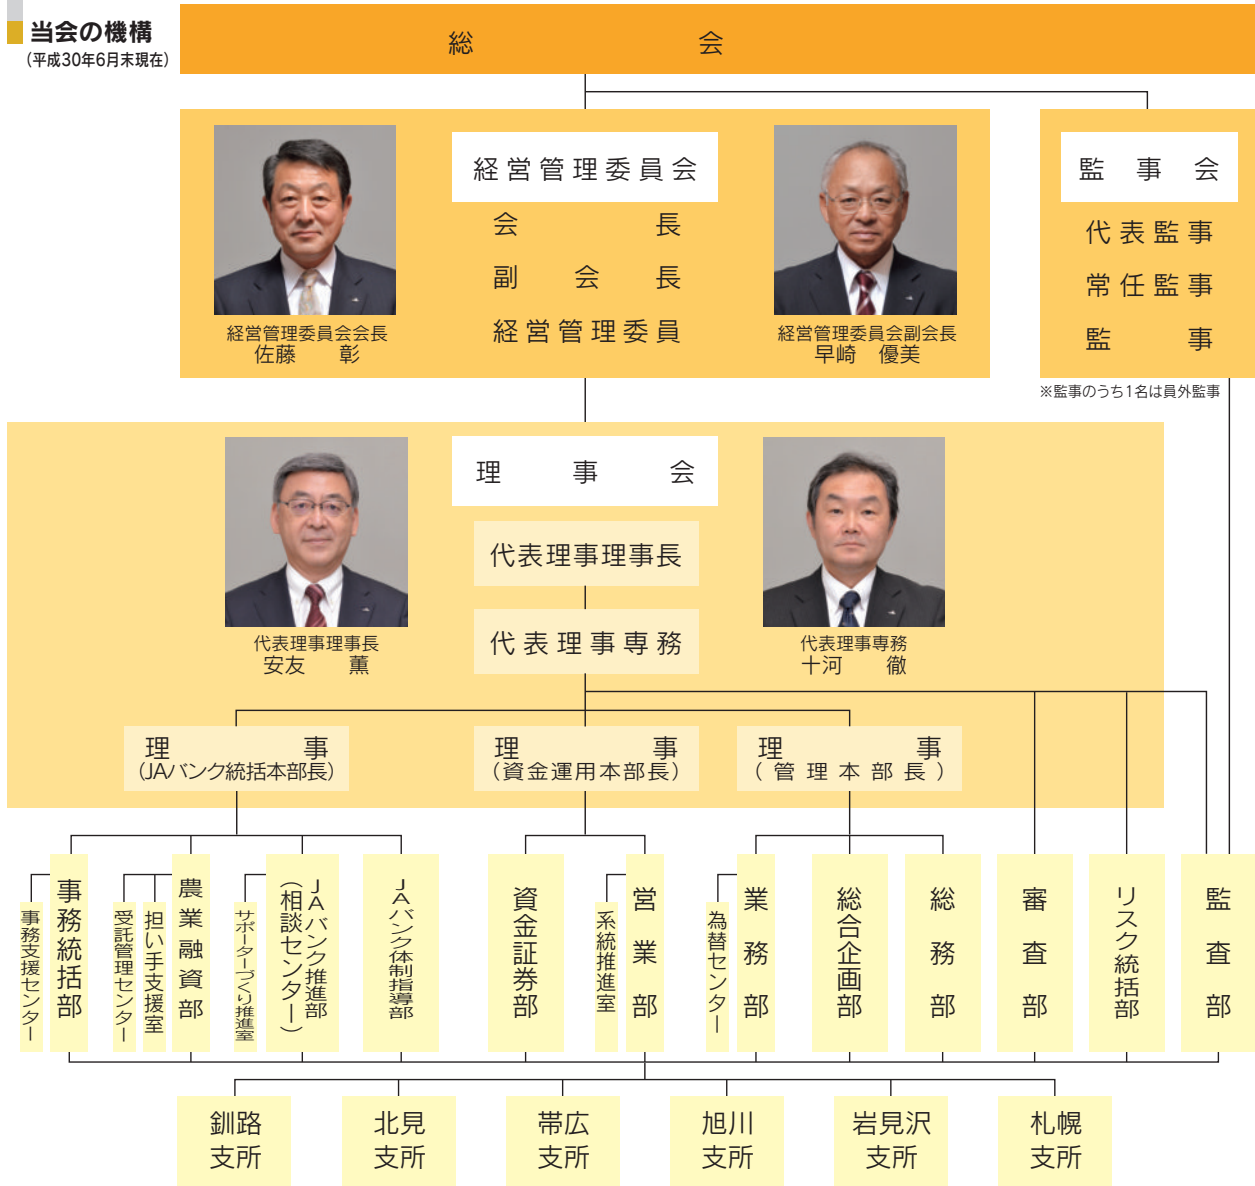 当会の機構
(平成30年6月末現在)
総　会
経営管理委員会
会　長
副会長
経営管理委員
経営管理委員会会長
佐藤　彰
経営管理委員会副会長
早崎　優美
監事会
代表監事
常任監事
監事
※監事のうち1名は員外監事
理事会
代表理事理事長
代表理事専務
代表理事理事長
安友　薫
代表理事専務
十河　徹
理事
(JAバンク統括本部長)
理事
(資金運用本部長)
理事
(管理本部長)
事務支援センター
事務統括部
受託管理センター
担い手支援室
農業融資部
サポーターづくり推進室
JAバンク推進部
(相談センター)
JAバンク体制指導部
資金証券部
系統推進室
営業部
為替センター
業務部
総合企画部
総務部
審査部
リスク統括部
監査部
釧路
支所
北見
支所
帯広
支所
旭川
支所
岩見沢
支所
札幌
支所